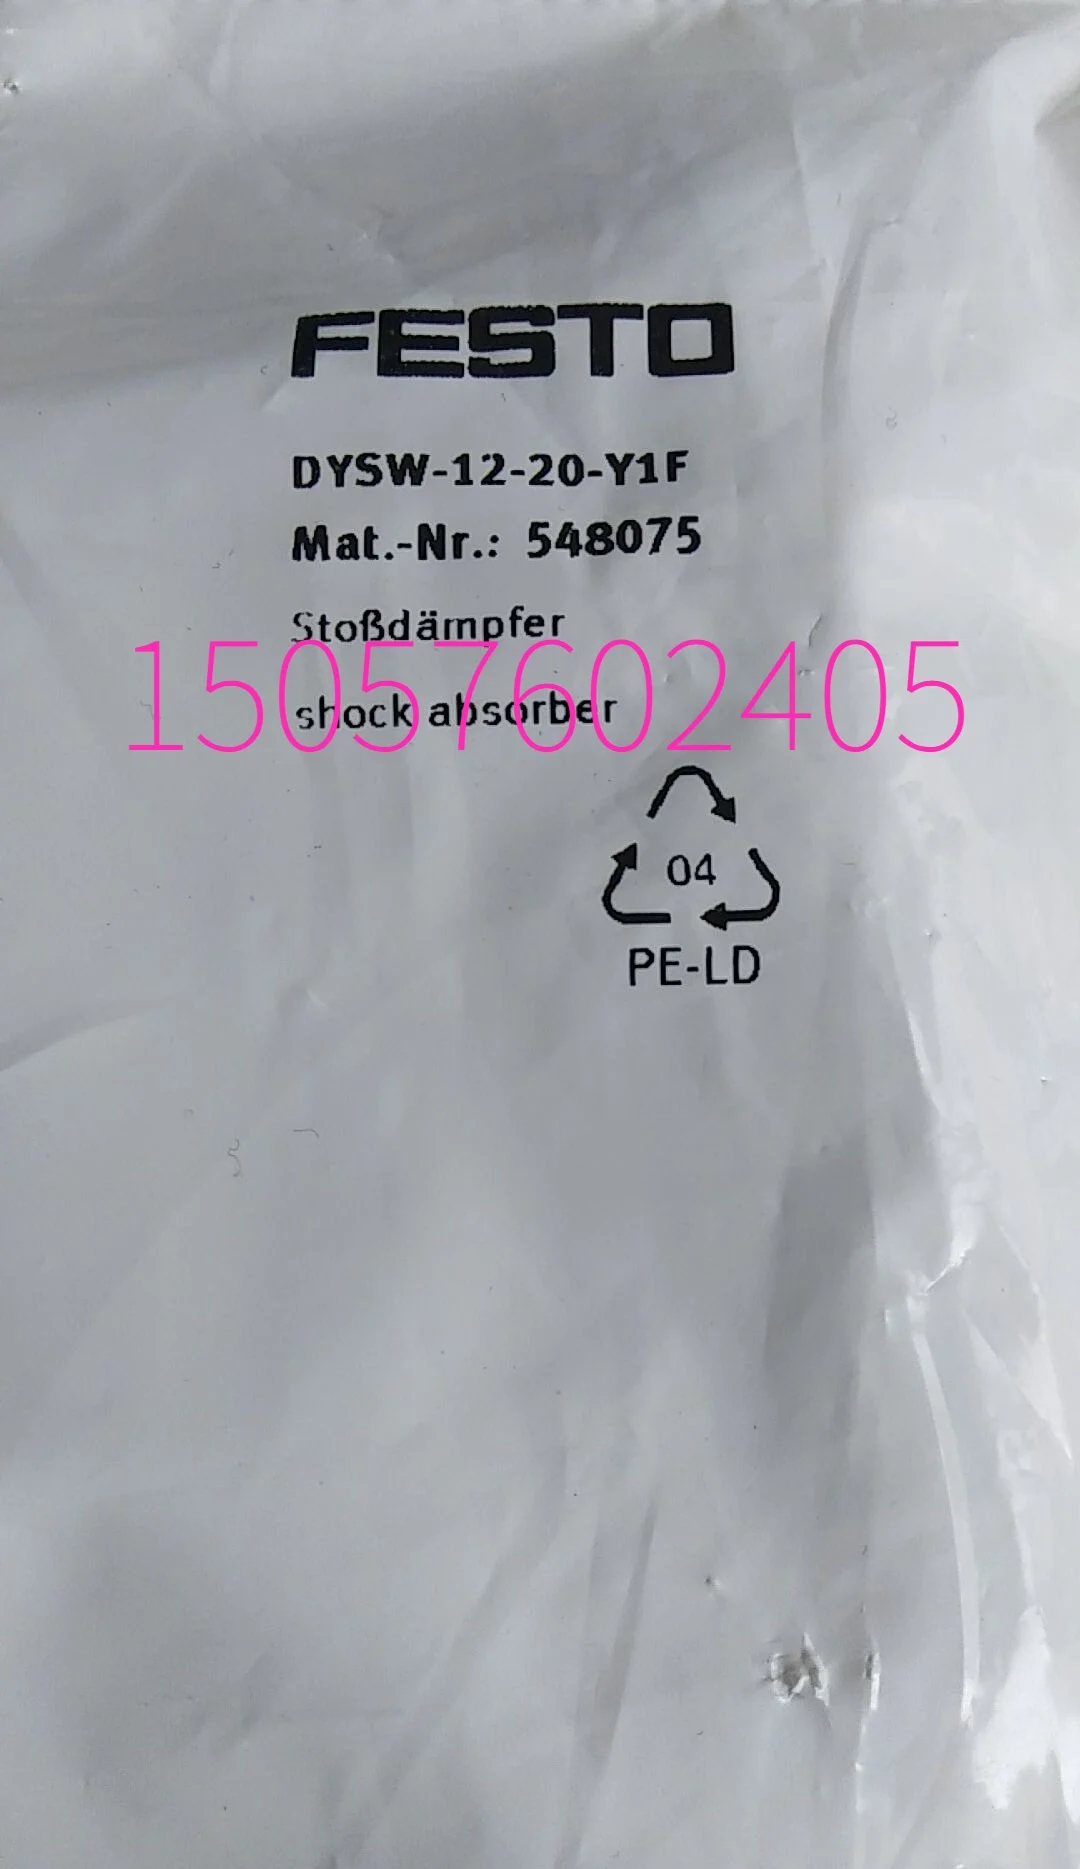 FESTO
DYSW-12-20-Y1F
Mat.-Nr.: 548075
Stoßdämpfer
15057602405
shock absorber
04
PE-LD